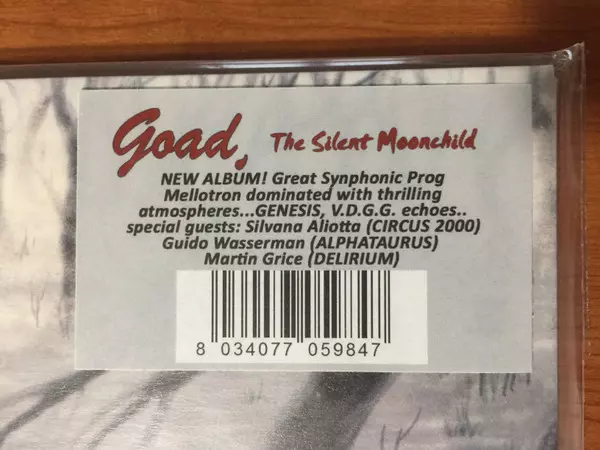 Goad, The Silent Moonchild
NEW ALBUM! Great Synphonic Prog
Mellotron dominated with thrilling
atmospheres...GENESIS, V.D.G.G. echoes..
special guests: Silvana Aliotta (CIRCUS 2000)
Guido Wasserman (ALPHATAURUS)
Martin Grice (DELIRIUM)
8 034077 059847